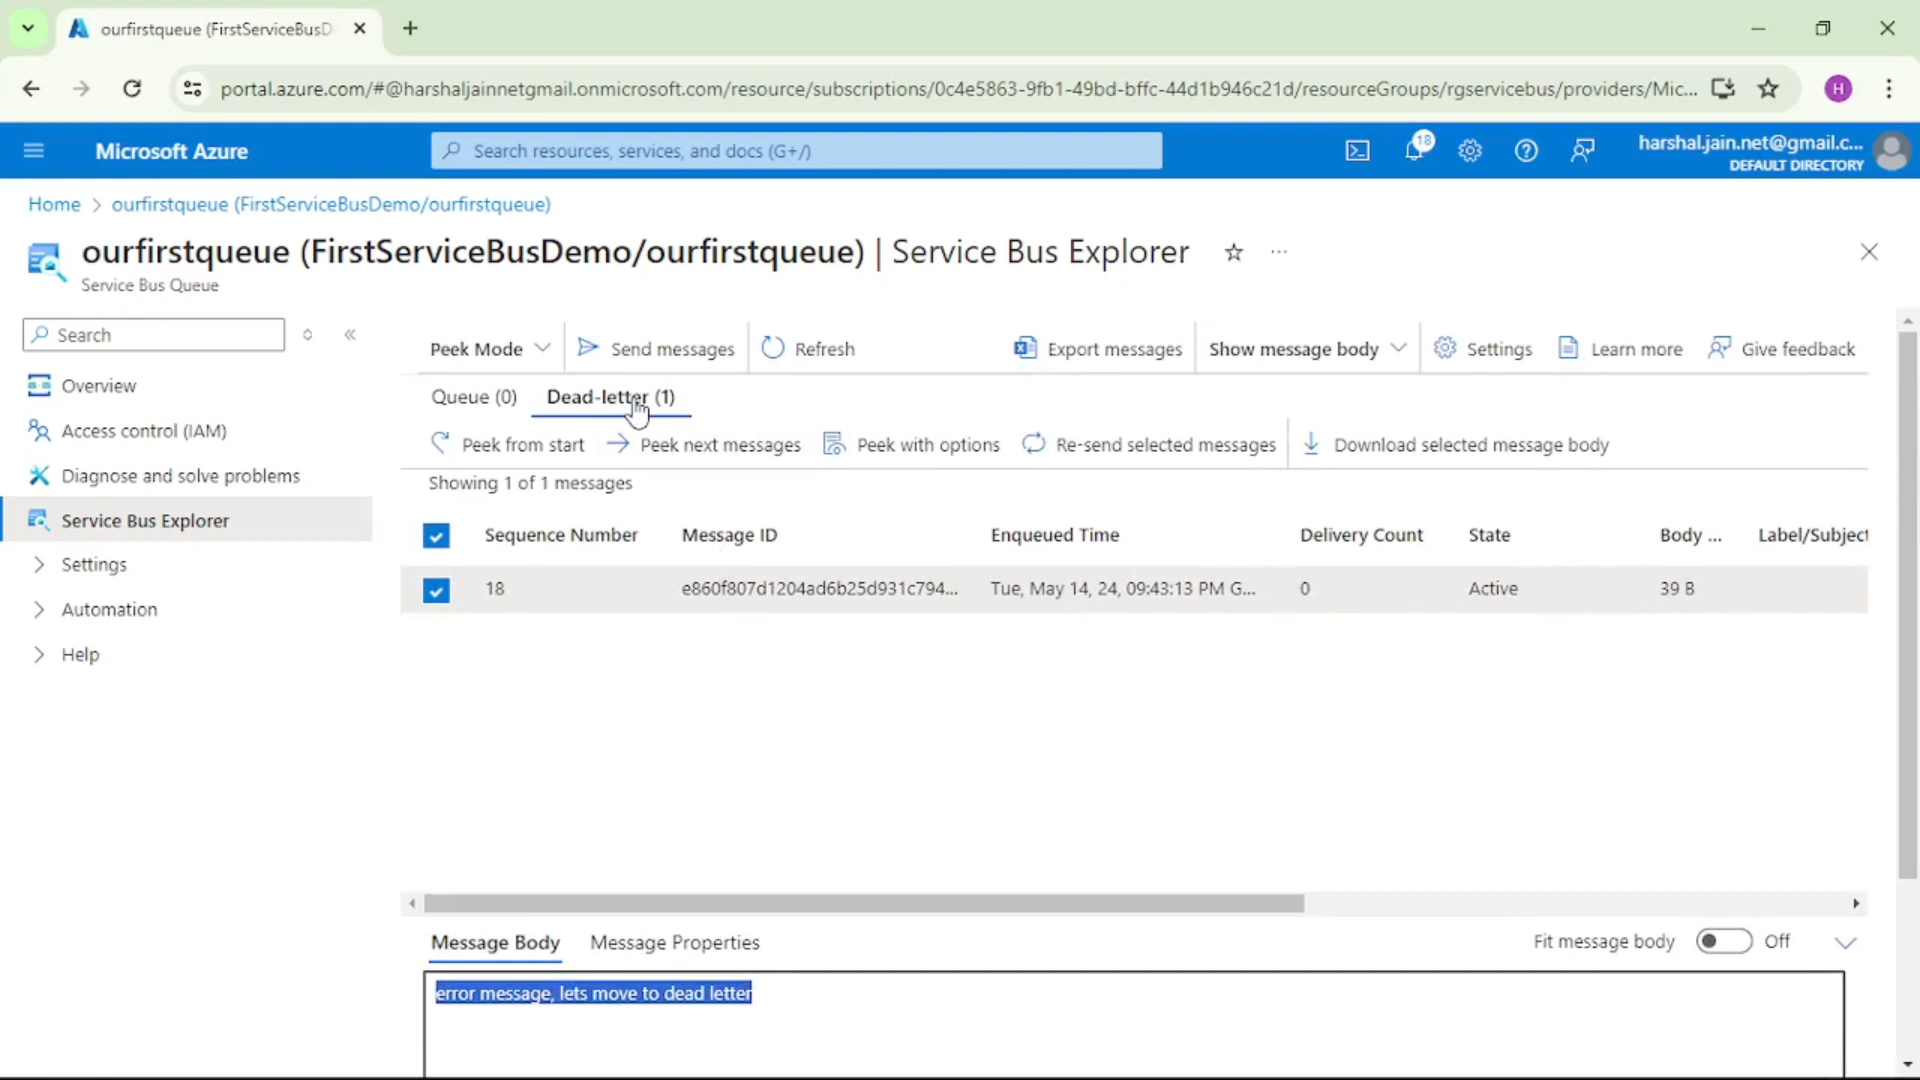 ourfirstqueue (FirstServiceBusD
portal.azure.com/#@harshaljainnetgmail.onmicrosoft.com/resource/subscriptions/0c4e5863-9fb1-49bd-bffc-44d1b946c21d/resourceGroups/rgservicebus/providers/Mic...
H
Microsoft Azure
Search resources, services, and docs (G+/)
18
harshal.jain.net@gmail.c...
DEFAULT DIRECTORY
Home > ourfirstqueue (FirstServiceBusDemo/ourfirstqueue)
ourfirstqueue (FirstServiceBusDemo/ourfirstqueue) | Service Bus Explorer
Service Bus Queue
Search
Overview
Access control (IAM)
Diagnose and solve problems
Service Bus Explorer
Settings
Automation
Help
Peek Mode Send messages Refresh Export messages Show message body Settings Learn more Give feedback
Queue (0) Dead-letter (1)
Peek from start Peek next messages Peek with options Re-send selected messages Download selected message body
Showing 1 of 1 messages
Sequence Number Message ID Enqueued Time Delivery Count State Body ... Label/Subject
18 e860f807d1204ad6b25d931c794... Tue, May 14, 24, 09:43:13 PM G... 0 Active 39 B
Message Body Message Properties Fit message body Off
error message, lets move to dead letter